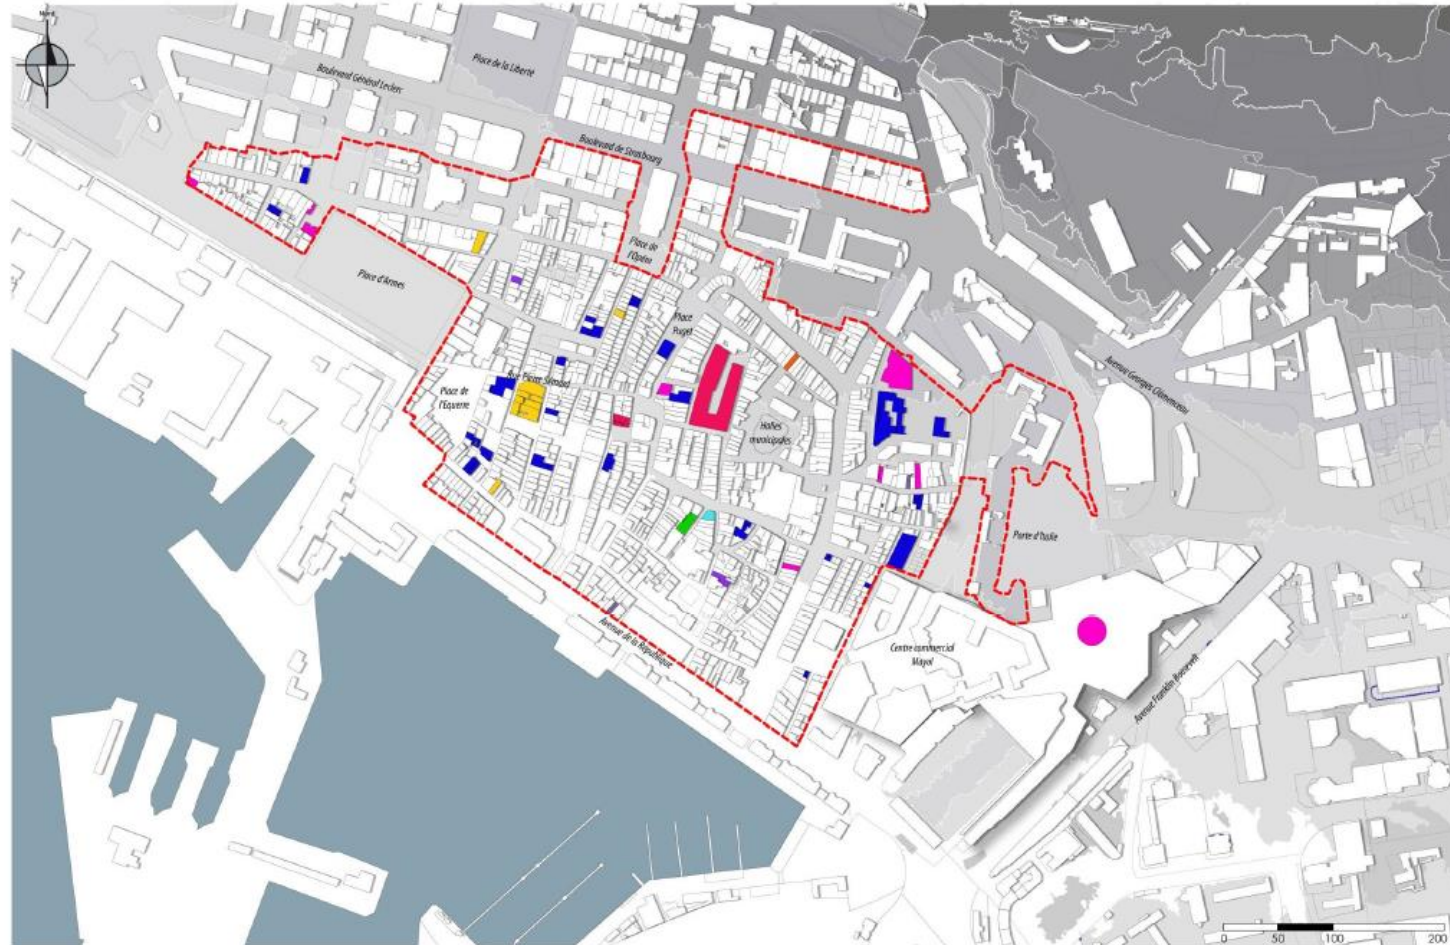 Nord
Place de la Liberté
Boulevard Général Leclerc
Boulevard de Strasbourg
Place de
l'Opéra
Place d'Armes
Place
Puget
Avenue Georges Clémenceau
Rue Pierre Sémard
Place de
l'Equerre
Halles
municipales
Porte d'Italie
Avenue de la République
Centre commercial
Mayol
Avenue Franklin Roosevelt
0 50 100 200